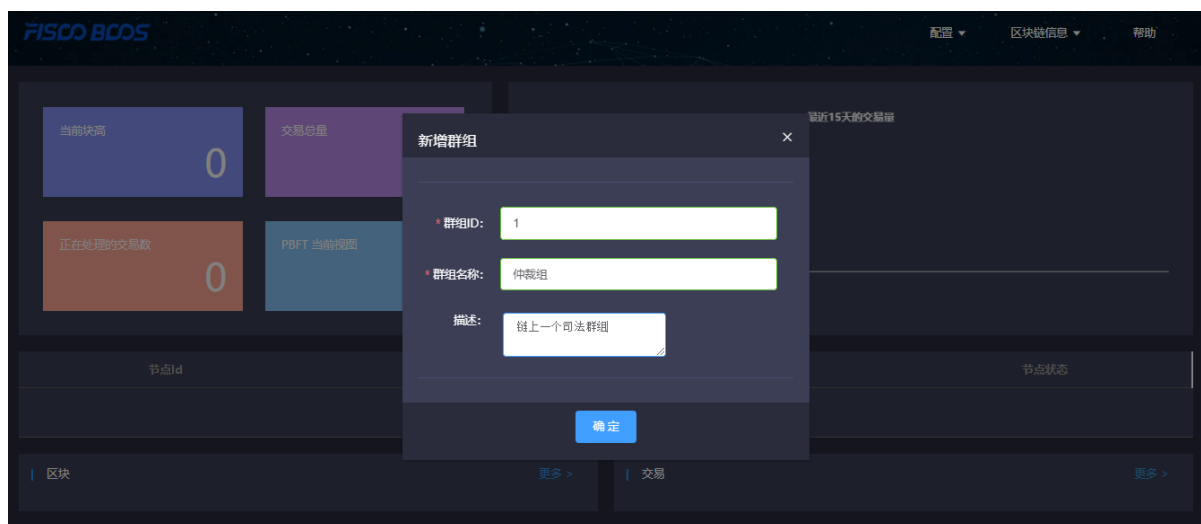 FISCO BCOS
配置 ▼
区块链信息 ▼
帮助
当前块高
0
交易总量
正在处理的交易数
0
PBFT 当前视图
最近15天的交易量
新增群组
×
* 群组ID:
1
* 群组名称:
仲裁组
描述:
链上一个司法群组
确定
节点Id
节点状态
区块
更多 >
交易
更多 >